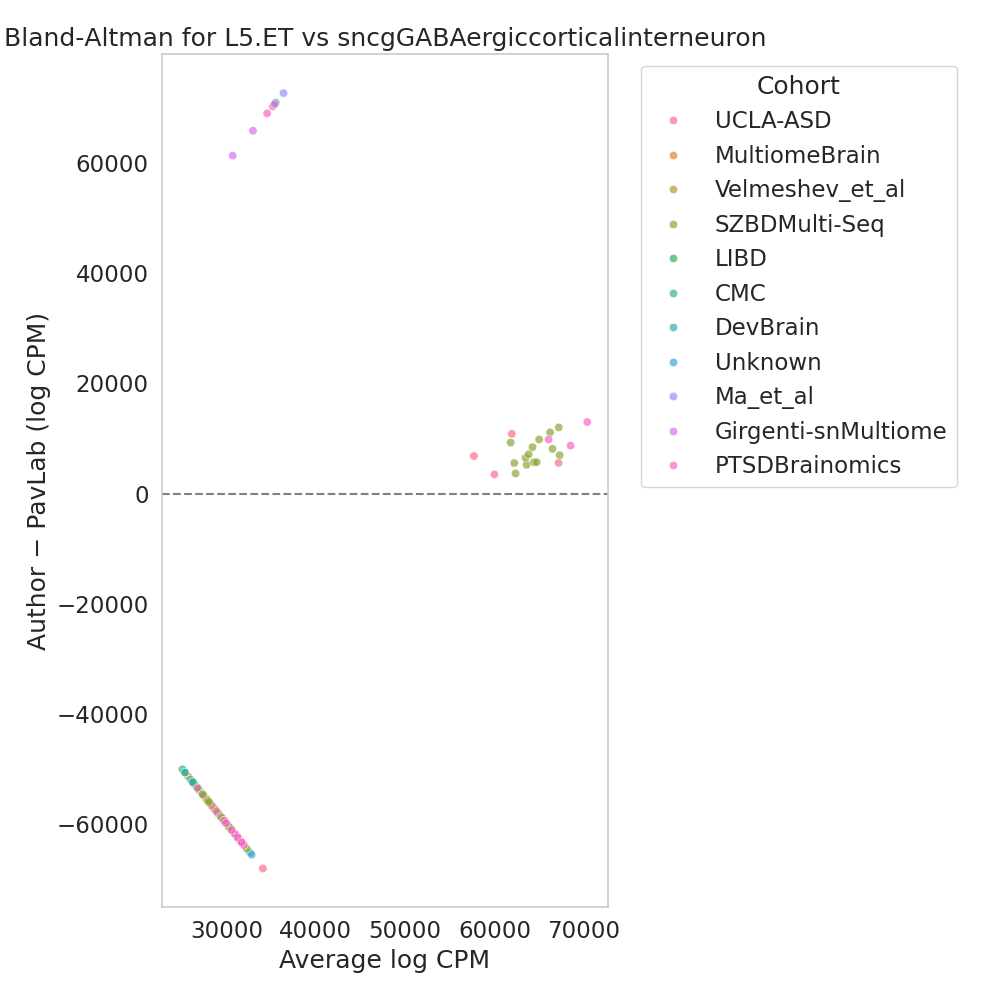 Bland-Altman for L5.ET vs sncgGABAergiccorticalinterneuron
Author − PavLab (log CPM)
60000
40000
20000
0
−20000
−40000
−60000
30000 40000 50000 60000 70000
Average log CPM
Cohort
UCLA-ASD
MultiomeBrain
Velmeshev_et_al
SZBDMulti-Seq
LIBD
CMC
DevBrain
Unknown
Ma_et_al
Girgenti-snMultiome
PTSDBrainomics